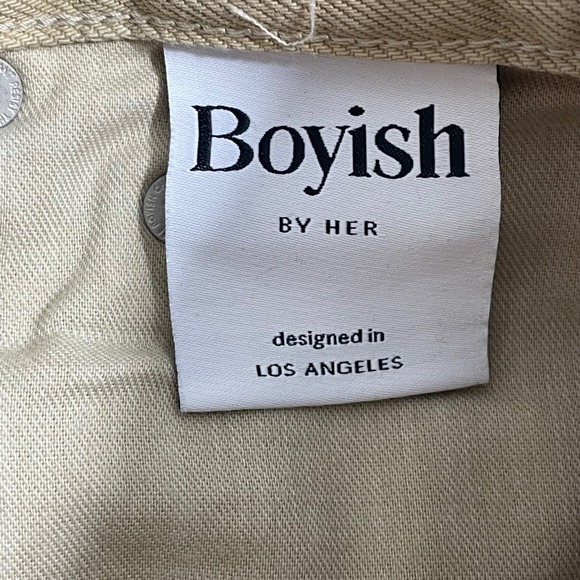 Boyish
BY HER
designed in
LOS ANGELES